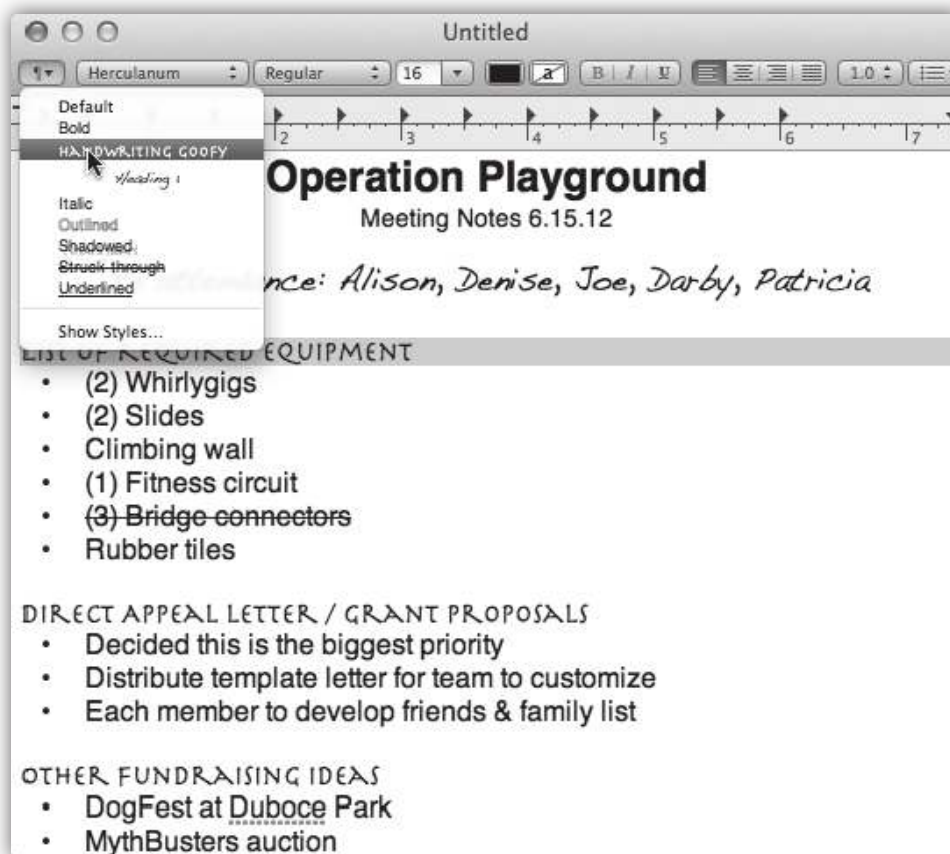 Untitled
¶ Herculanum Regular 16 a B I U 1.0
2 3 4 5 6 7
Default
Bold
HANDWRITING GOOFY
Heading 1
Italic
Outlined
Shadowed
Struck through
Underlined
Show Styles...
Operation Playground
Meeting Notes 6.15.12
Alison, Denise, Joe, Darby, Patricia
LIST OF REQUIRED EQUIPMENT
• (2) Whirlygigs
• (2) Slides
• Climbing wall
• (1) Fitness circuit
• (3) Bridge connectors
• Rubber tiles
DIRECT APPEAL LETTER / GRANT PROPOSALS
• Decided this is the biggest priority
• Distribute template letter for team to customize
• Each member to develop friends & family list
OTHER FUNDRAISING IDEAS
• DogFest at Duboce Park
• MythBusters auction